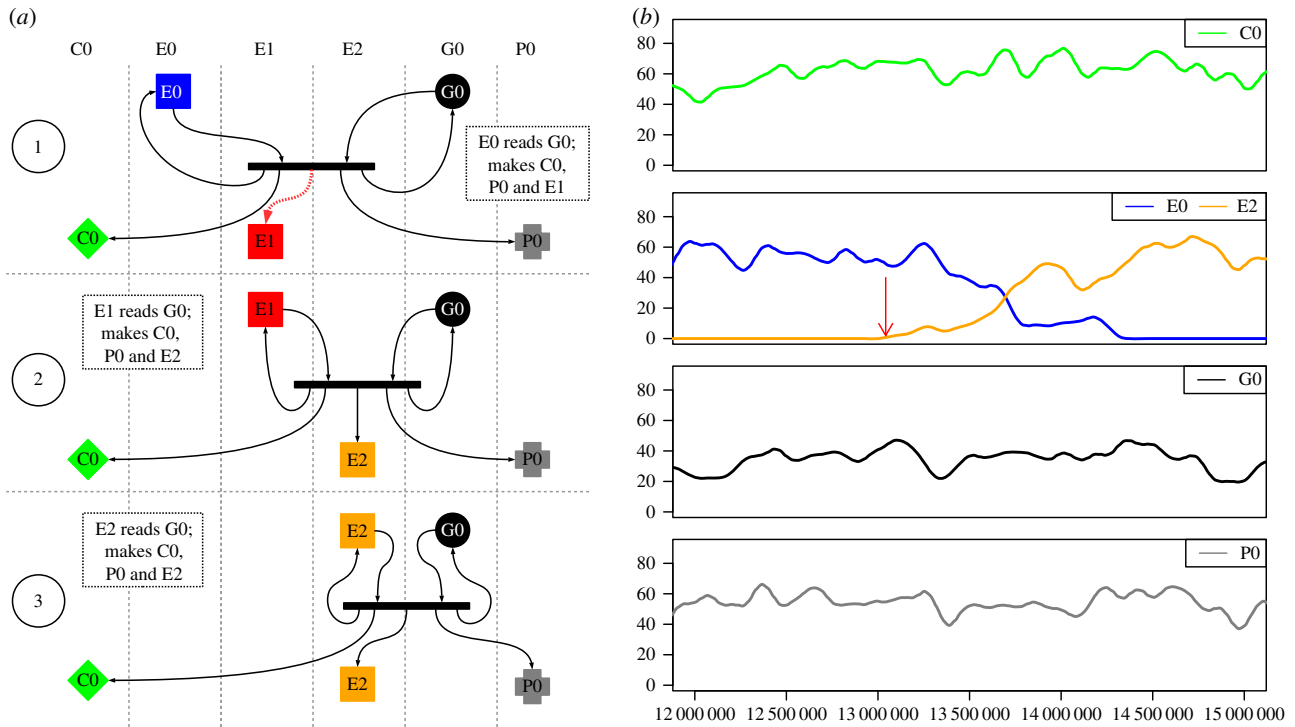 (a)
C0 E0 E1 E2 G0 P0
E0 G0
1
E0 reads G0;
makes C0,
P0 and E1
C0 E1 P0
E1 reads G0;
makes C0,
P0 and E2
E1 G0
2
C0 E2 P0
E2 reads G0;
makes C0,
P0 and E2
E2 G0
3
C0 E2 P0
(b)
C0
80
60
40
20
0
E0 E2
80
60
40
20
0
G0
80
60
40
20
0
P0
80
60
40
20
0
12 000 000 12 500 000 13 000 000 13 500 000 14 000 000 14 500 000 15 000 000